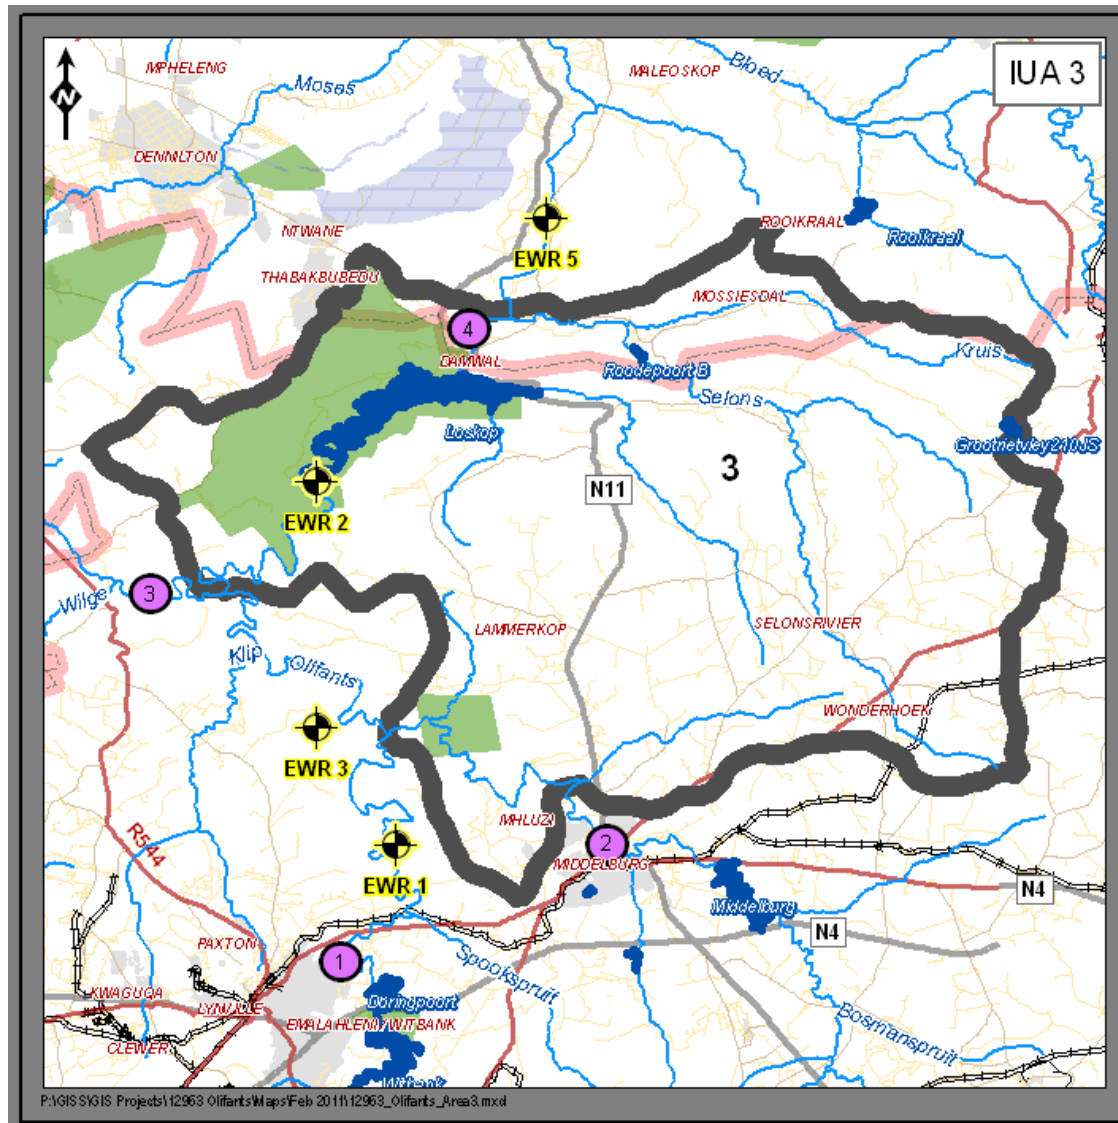 IUA 3
N
MPHELENG
Moses
MALEOSKOP
Bloed
DENNILTON
NTWANE
ROOIKRAAL
Rooikraal
EWR 5
THABAKBUBEDU
MOSSIESDAL
4
DAMWAL
Roodepoort B
Kruis
Selons
Loskop
3
N11
EWR 2
3
Wilge
LAMMERKOP
SELONSRIVIER
Klip
Olifants
WONDERHOEK
EWR 3
MHLUZI
R544
2
MIDDELBURG
EWR 1
N4
Middelburg
N4
PAXTON
1
Spookspruit
KWAGUQA
LYNVILLE
Doringpoort
Bosmanspruit
EMALAHLENI/WITBANK
CLEWER
Witbank
P:\GISS\GIS Projects\12963 Olifants\Maps\Feb 2011\12963_Olifants_Area3.mxd